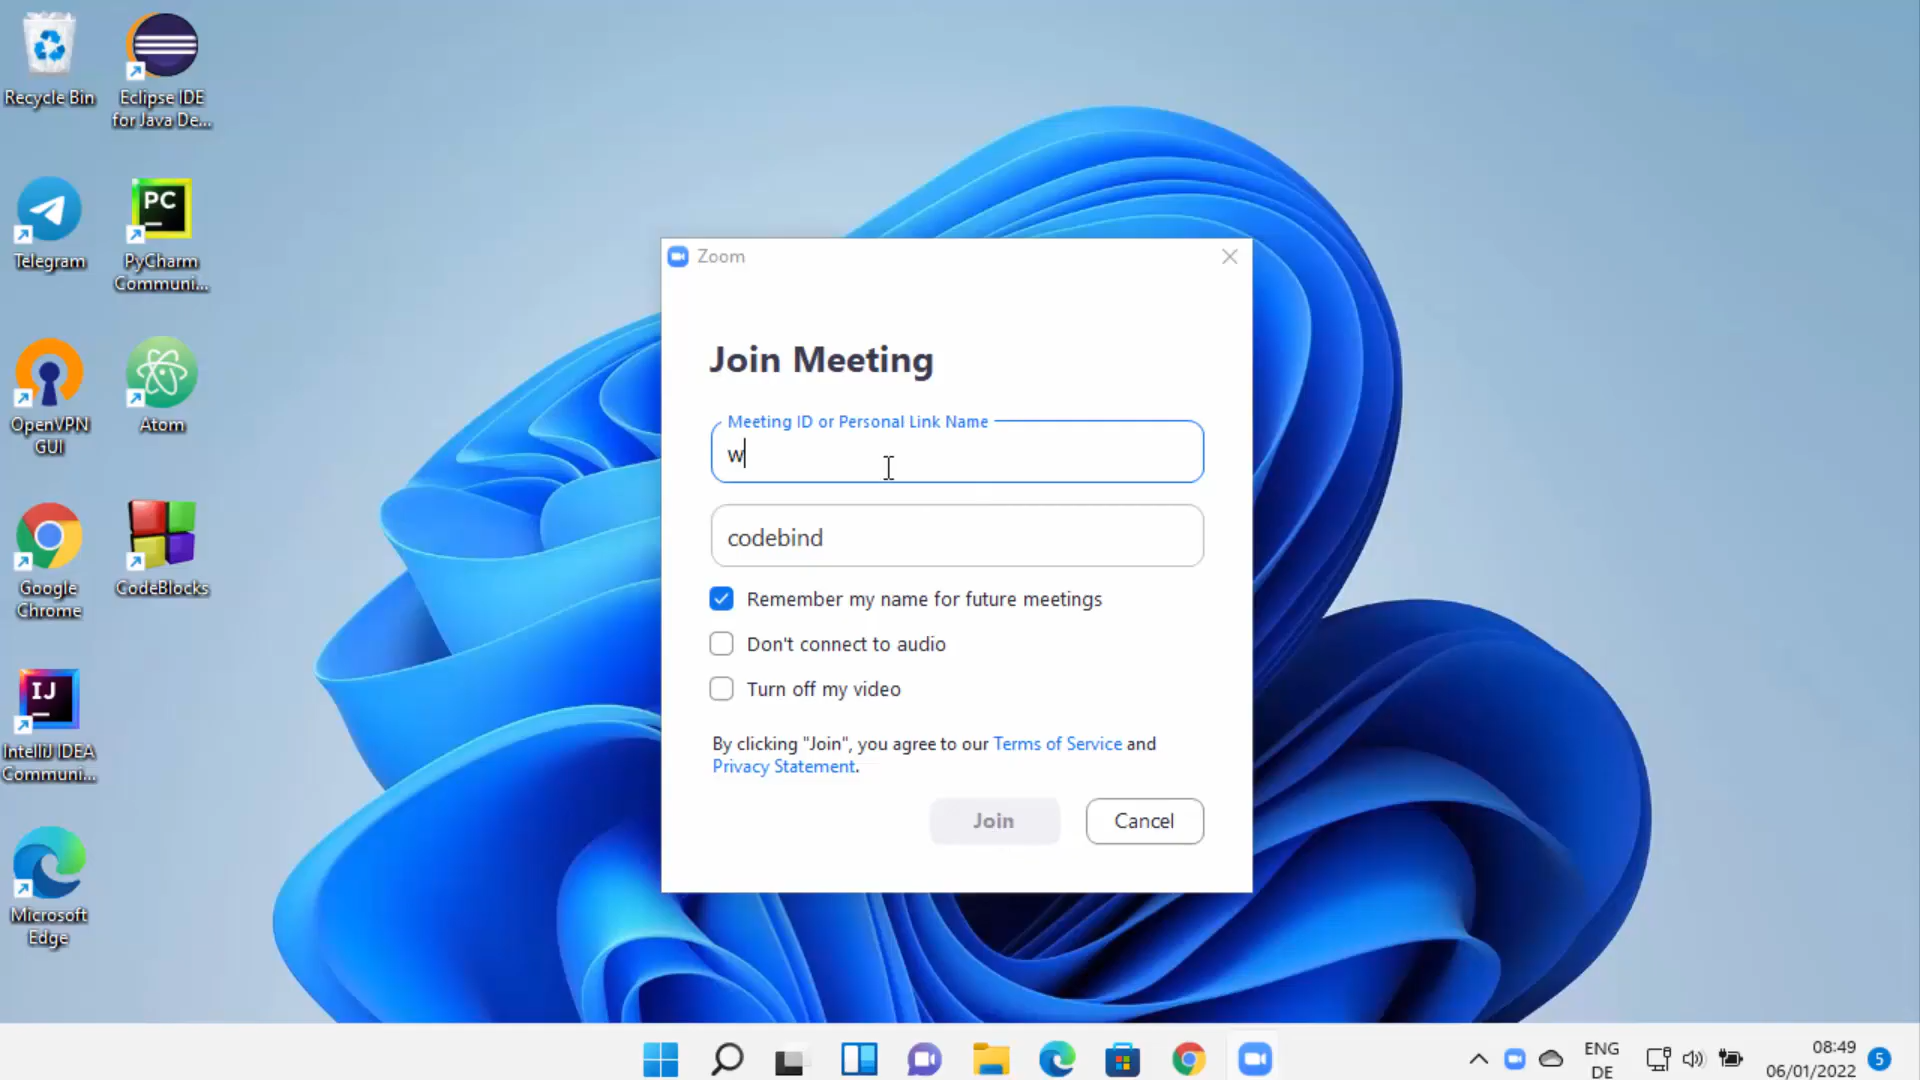 Recycle Bin
Eclipse IDE
for Java De...
Telegram
PC
PyCharm
Communi...
OpenVPN
GUI
Atom
Google
Chrome
CodeBlocks
IJ
IntelliJ IDEA
Communi...
Microsoft
Edge
Zoom
Join Meeting
Meeting ID or Personal Link Name
w
codebind
Remember my name for future meetings
Don't connect to audio
Turn off my video
By clicking "Join", you agree to our Terms of Service and
Privacy Statement.
Join
Cancel
ENG
DE
08:49
06/01/2022
5